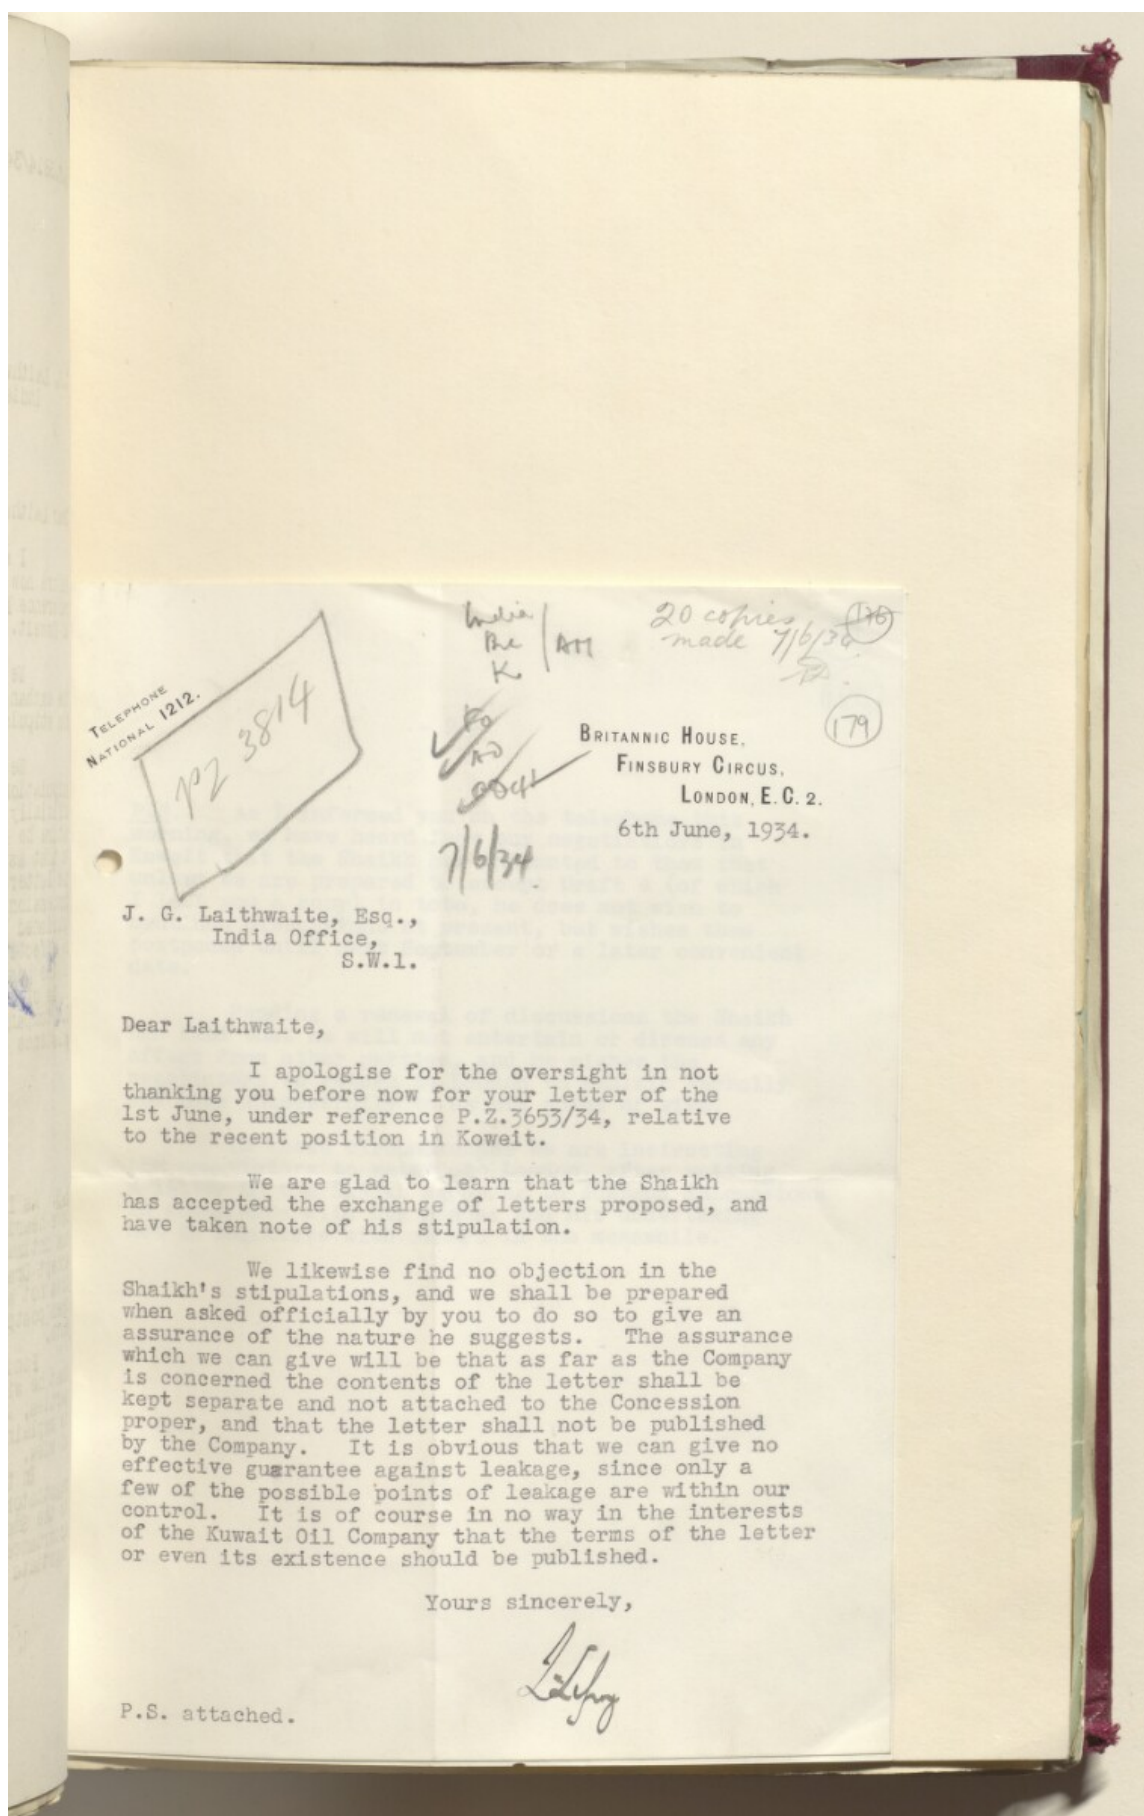 India
AM
K
20 copies
made 7/6/34
179
TELEPHONE
NATIONAL 1212.
PZ 3814
BRITANNIC HOUSE,
FINSBURY CIRCUS,
LONDON, E.C.2.
6th June, 1934.
7/6/34.
J. G. Laithwaite, Esq.,
India Office,
S.W.1.
Dear Laithwaite,
I apologise for the oversight in not
thanking you before now for your letter of the
1st June, under reference P.Z.3653/34, relative
to the recent position in Koweit.
We are glad to learn that the Shaikh
has accepted the exchange of letters proposed, and
have taken note of his stipulation.
We likewise find no objection in the
Shaikh's stipulations, and we shall be prepared
when asked officially by you to do so to give an
assurance of the nature he suggests. The assurance
which we can give will be that as far as the Company
is concerned the contents of the letter shall be
kept separate and not attached to the Concession
proper, and that the letter shall not be published
by the Company. It is obvious that we can give no
effective guarantee against leakage, since only a
few of the possible points of leakage are within our
control. It is of course in no way in the interests
of the Kuwait Oil Company that the terms of the letter
or even its existence should be published.
Yours sincerely,
P.S. attached.